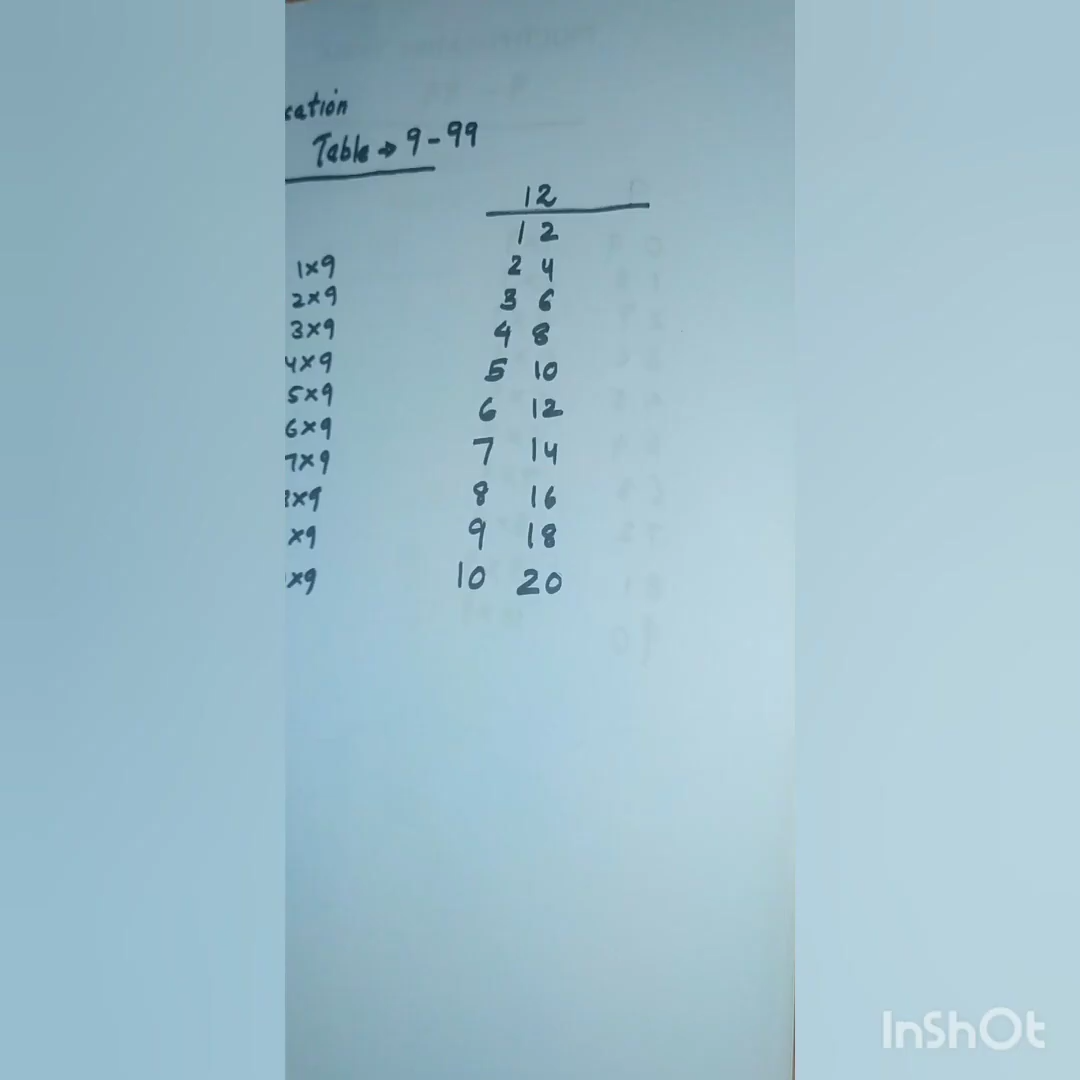 cation
Table → 9-99
12
1 2
1×9 2 4
2×9 3 6
3×9 4 8
4×9 5 10
5×9 6 12
6×9 7 14
7×9 8 16
8×9 9 18
×9 10 20
×9
InShOt